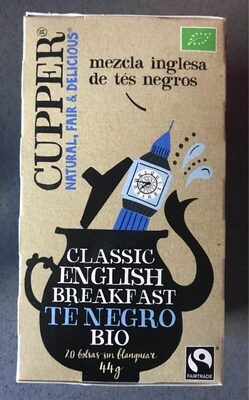 mezcla inglesa
de tés negros
CUPPER®
NATURAL, FAIR & DELICIOUS
CLASSIC
ENGLISH
BREAKFAST
TÉ NEGRO
BIO
20 bolsas sin blanquear
44g
FAIRTRADE